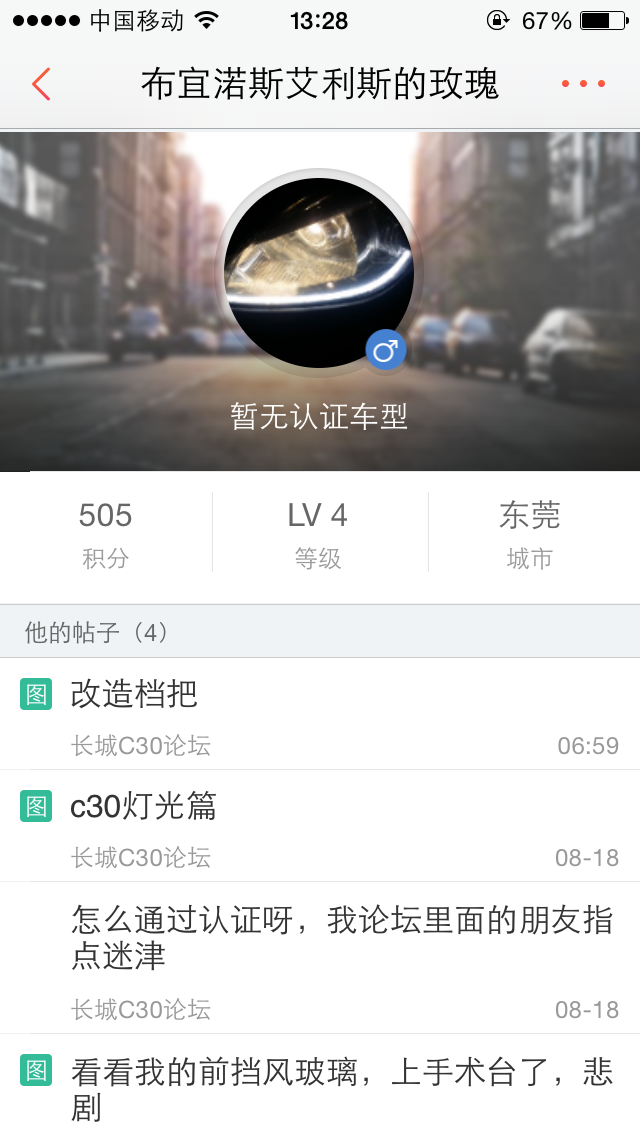 中国移动 13:28 67%
布宜渃斯艾利斯的玫瑰
暂无认证车型
505 LV 4 东莞
积分 等级 城市
他的帖子（4）
图 改造档把
长城C30论坛 06:59
图 c30灯光篇
长城C30论坛 08-18
怎么通过认证呀，我论坛里面的朋友指
点迷津
长城C30论坛 08-18
图 看看我的前挡风玻璃，上手术台了，悲
剧